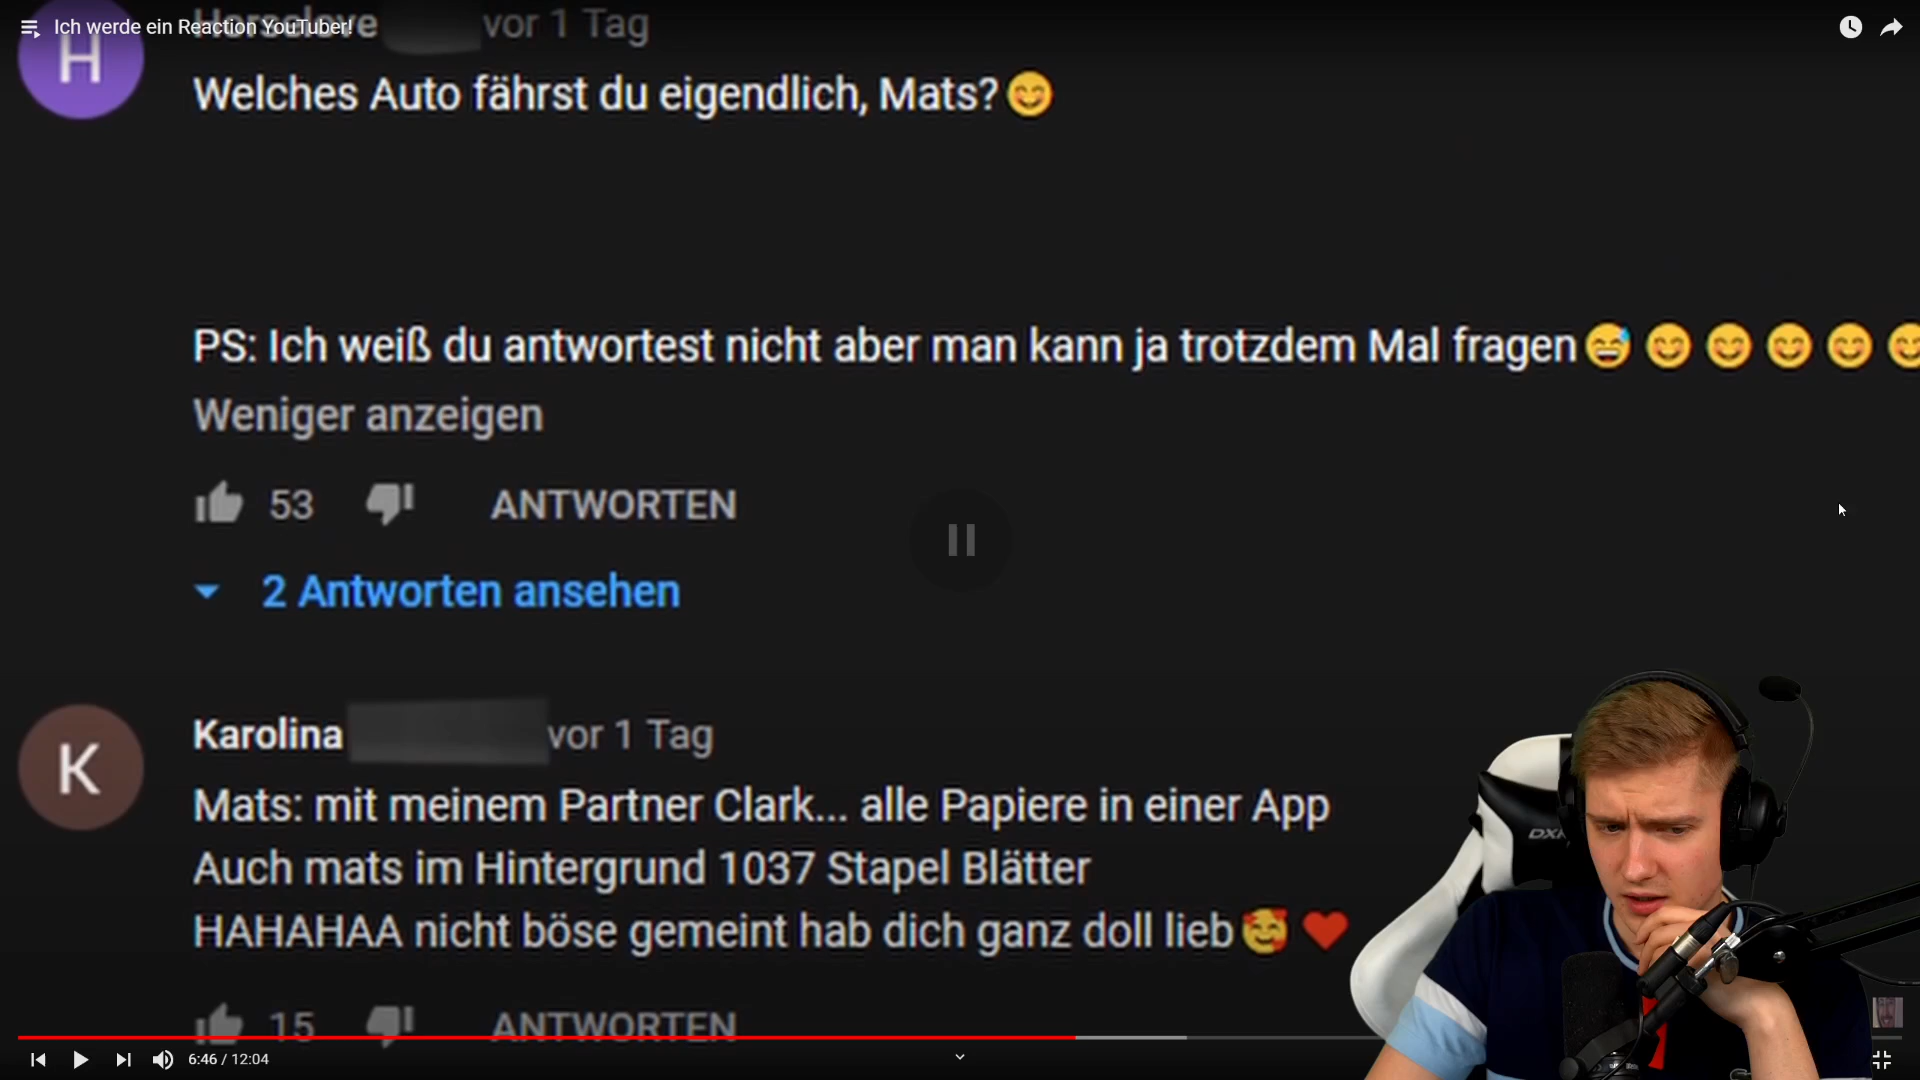 Ich werde ein Reaction YouTuber!
H
vor 1 Tag
Welches Auto fährst du eigendlich, Mats?😊
PS: Ich weiß du antwortest nicht aber man kann ja trotzdem Mal fragen😅😊😊😊😊😊
Weniger anzeigen
53 ANTWORTEN
2 Antworten ansehen
K
Karolina vor 1 Tag
Mats: mit meinem Partner Clark... alle Papiere in einer App
Auch mats im Hintergrund 1037 Stapel Blätter
HAHAHAA nicht böse gemeint hab dich ganz doll lieb🥰❤️
15 ANTWORTEN
6:46 / 12:04